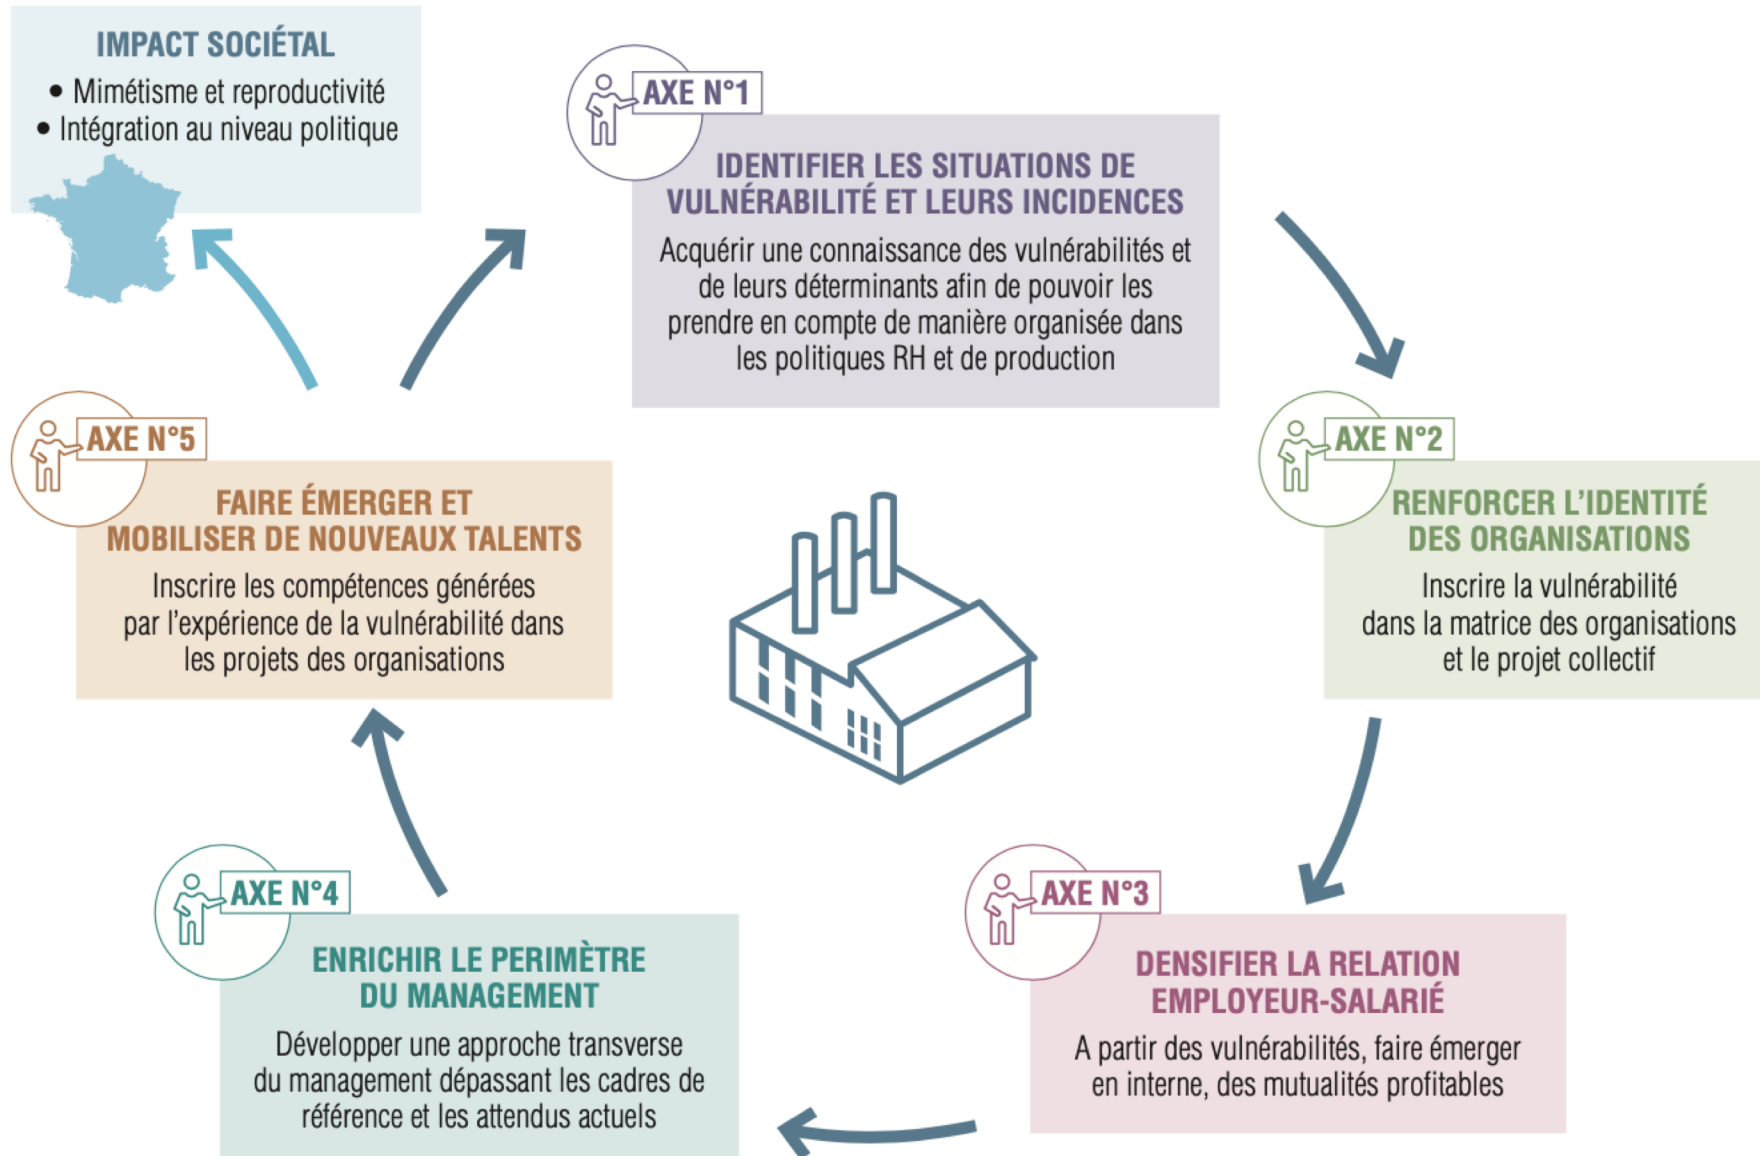 IMPACT SOCIÉTAL
• Mimétisme et reproductivité
• Intégration au niveau politique
AXE N°1
IDENTIFIER LES SITUATIONS DE
VULNÉRABILITÉ ET LEURS INCIDENCES
Acquérir une connaissance des vulnérabilités et
de leurs déterminants afin de pouvoir les
prendre en compte de manière organisée dans
les politiques RH et de production
AXE N°2
RENFORCER L’IDENTITÉ
DES ORGANISATIONS
Inscrire la vulnérabilité
dans la matrice des organisations
et le projet collectif
AXE N°3
DENSIFIER LA RELATION
EMPLOYEUR-SALARIÉ
A partir des vulnérabilités, faire émerger
en interne, des mutualités profitables
AXE N°4
ENRICHIR LE PERIMÈTRE
DU MANAGEMENT
Développer une approche transverse
du management dépassant les cadres de
référence et les attendus actuels
AXE N°5
FAIRE ÉMERGER ET
MOBILISER DE NOUVEAUX TALENTS
Inscrire les compétences générées
par l’expérience de la vulnérabilité dans
les projets des organisations